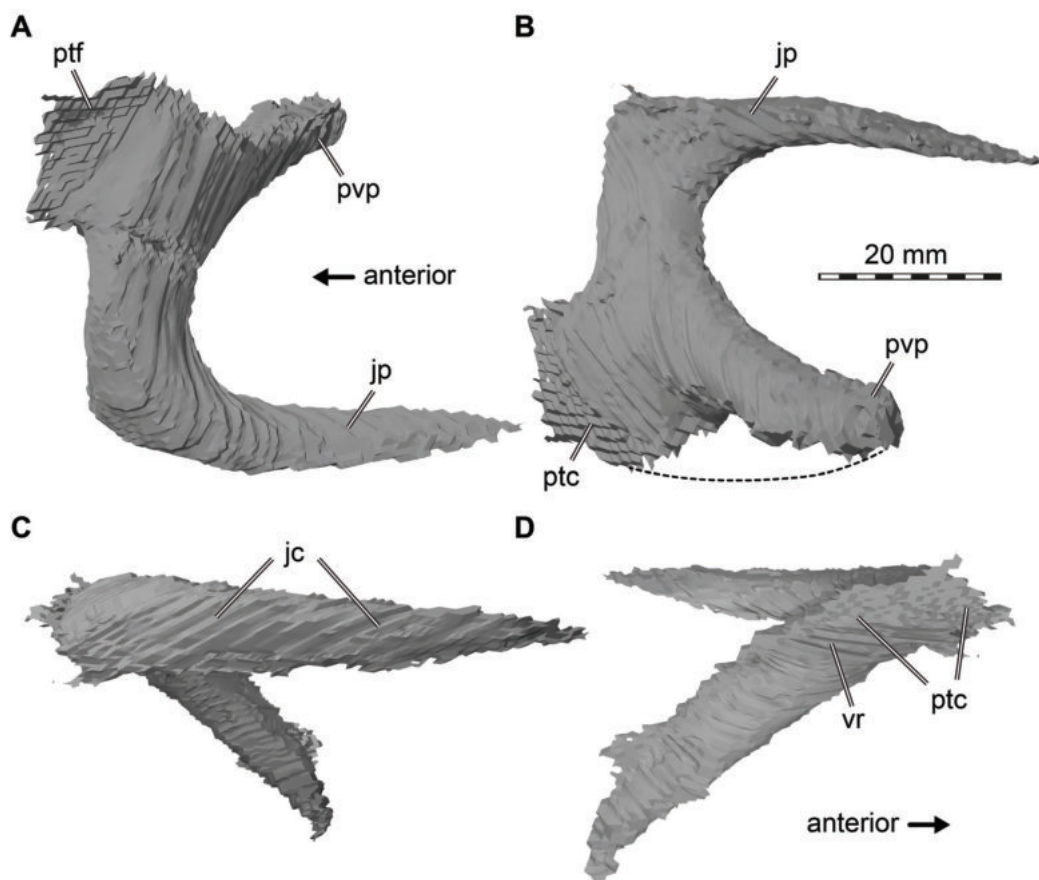 A
ptf
pvp
anterior
jp
B
jp
20 mm
pvp
ptc
C
jc
D
ptc
vr
anterior